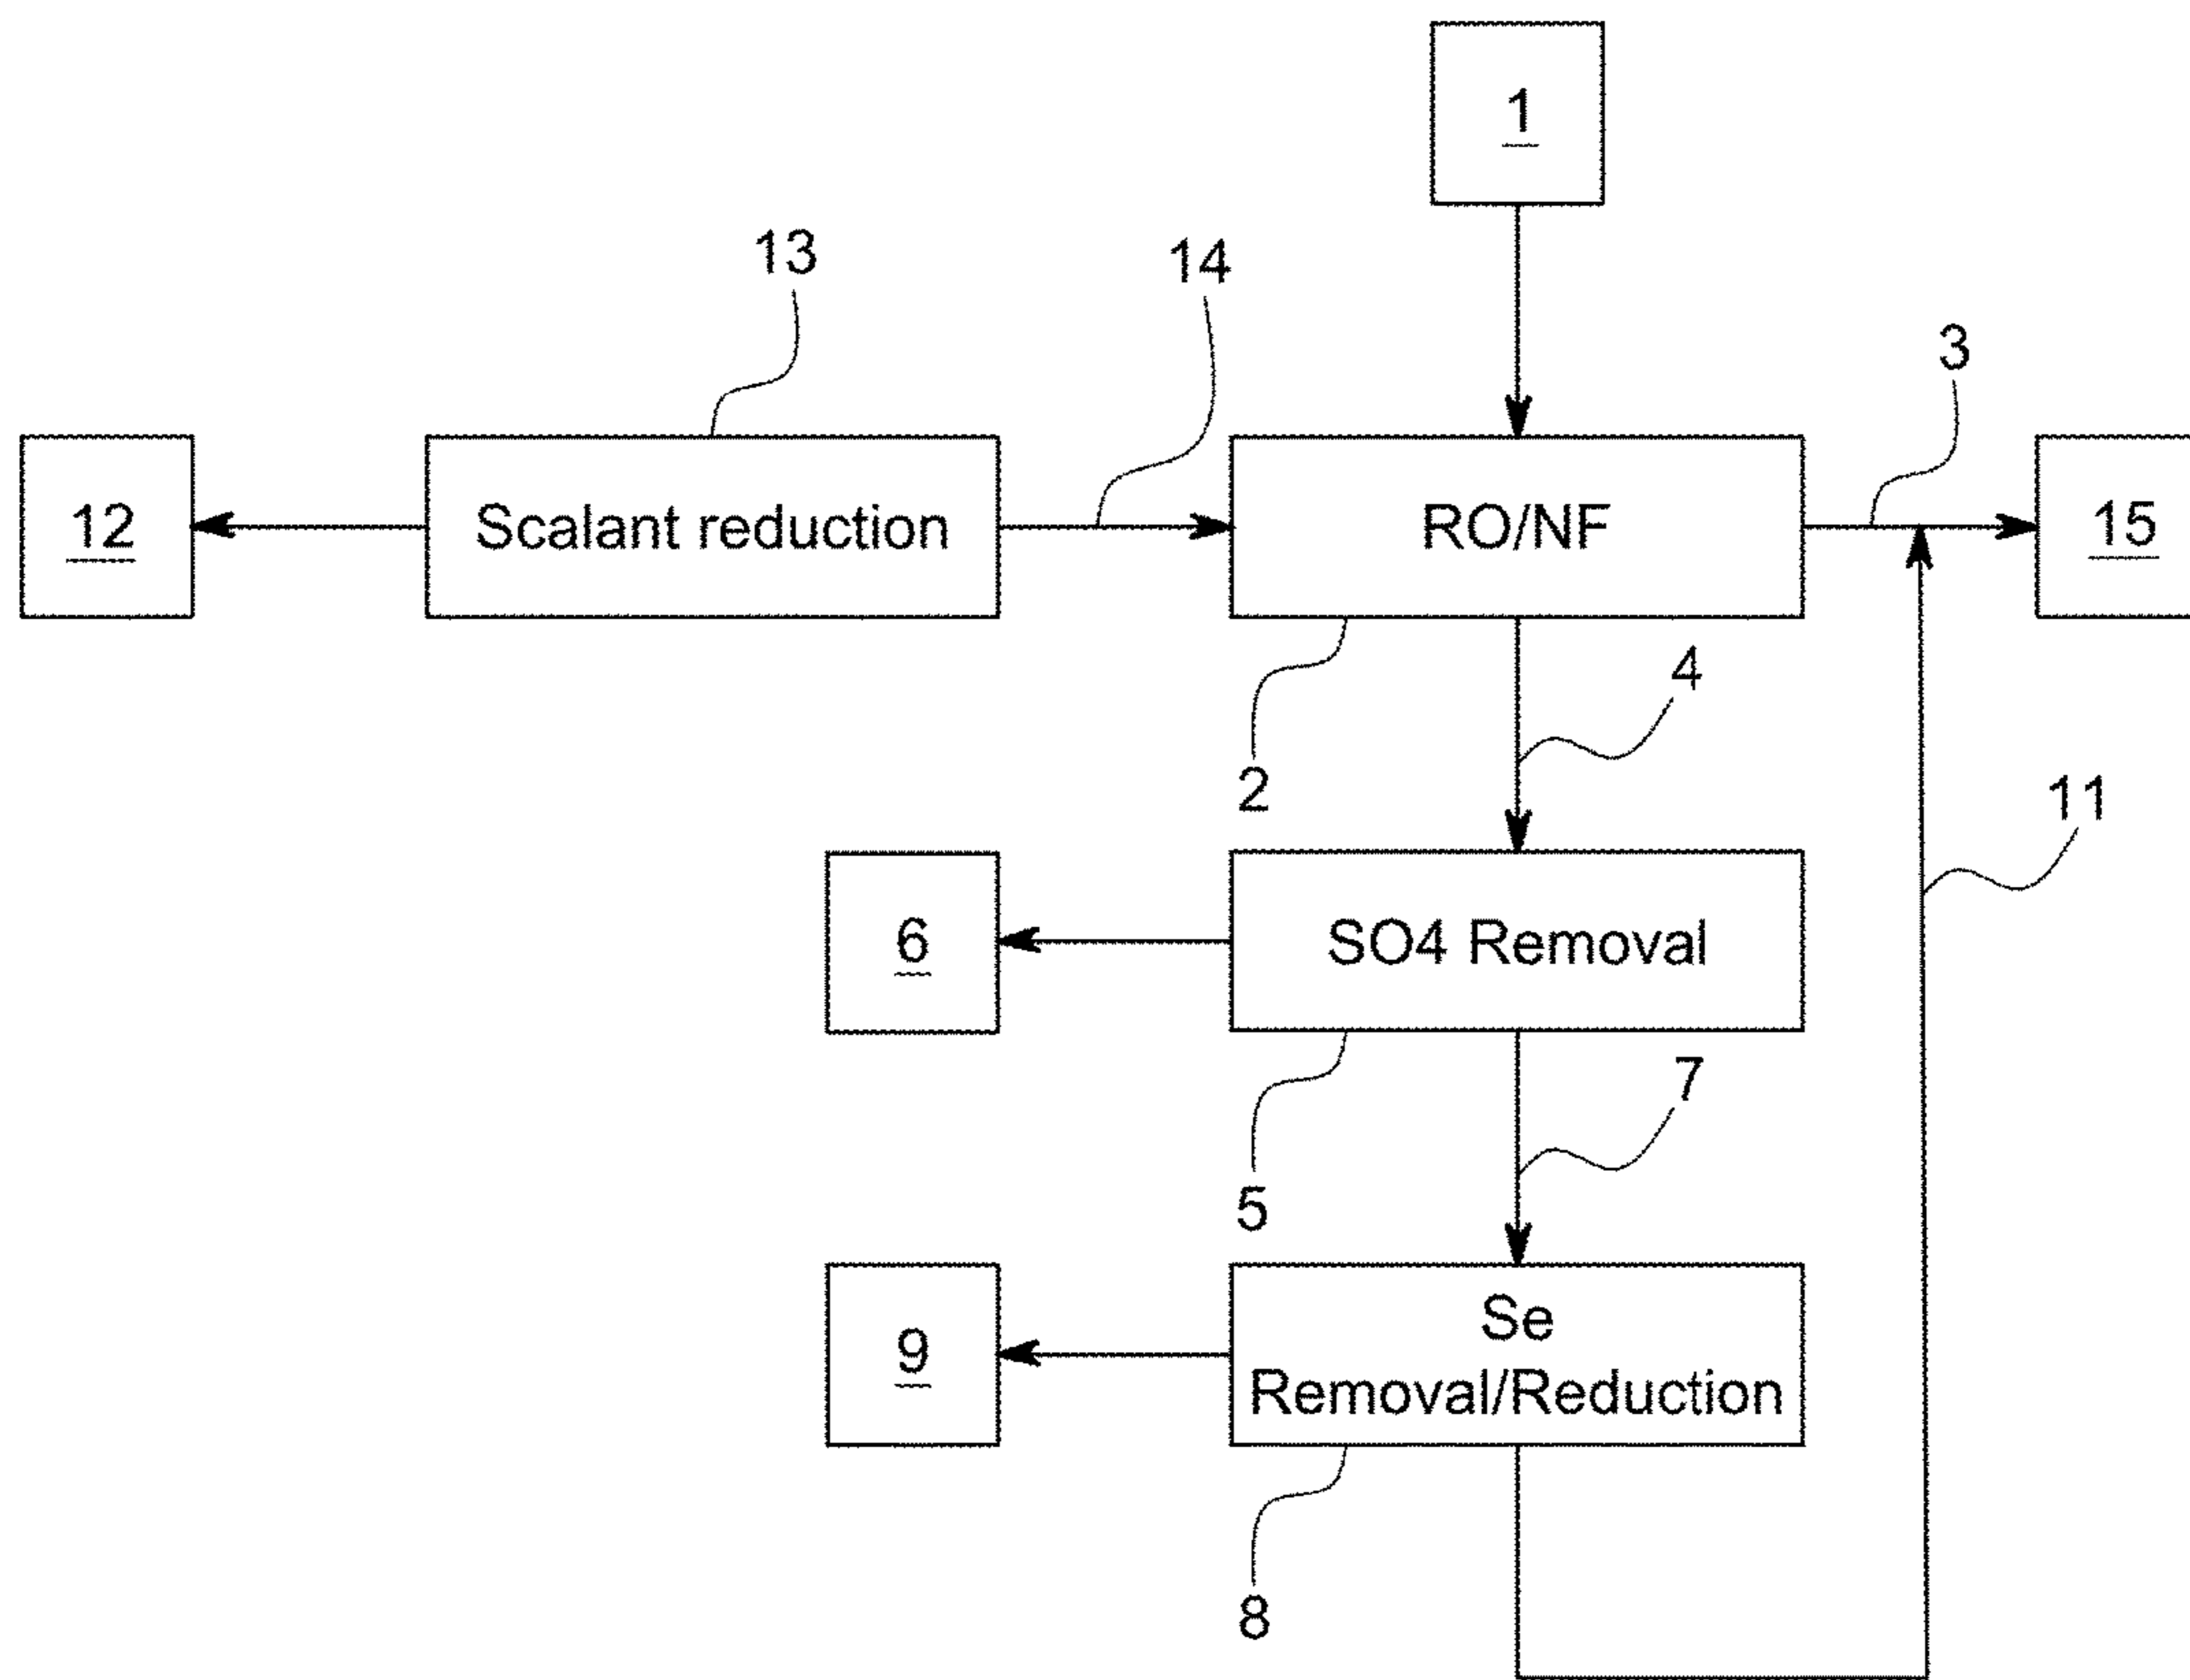 1
13
14
3
12
Scalant reduction
RO/NF
15
4
2
11
6
SO4 Removal
7
5
9
Se
Removal/Reduction
8